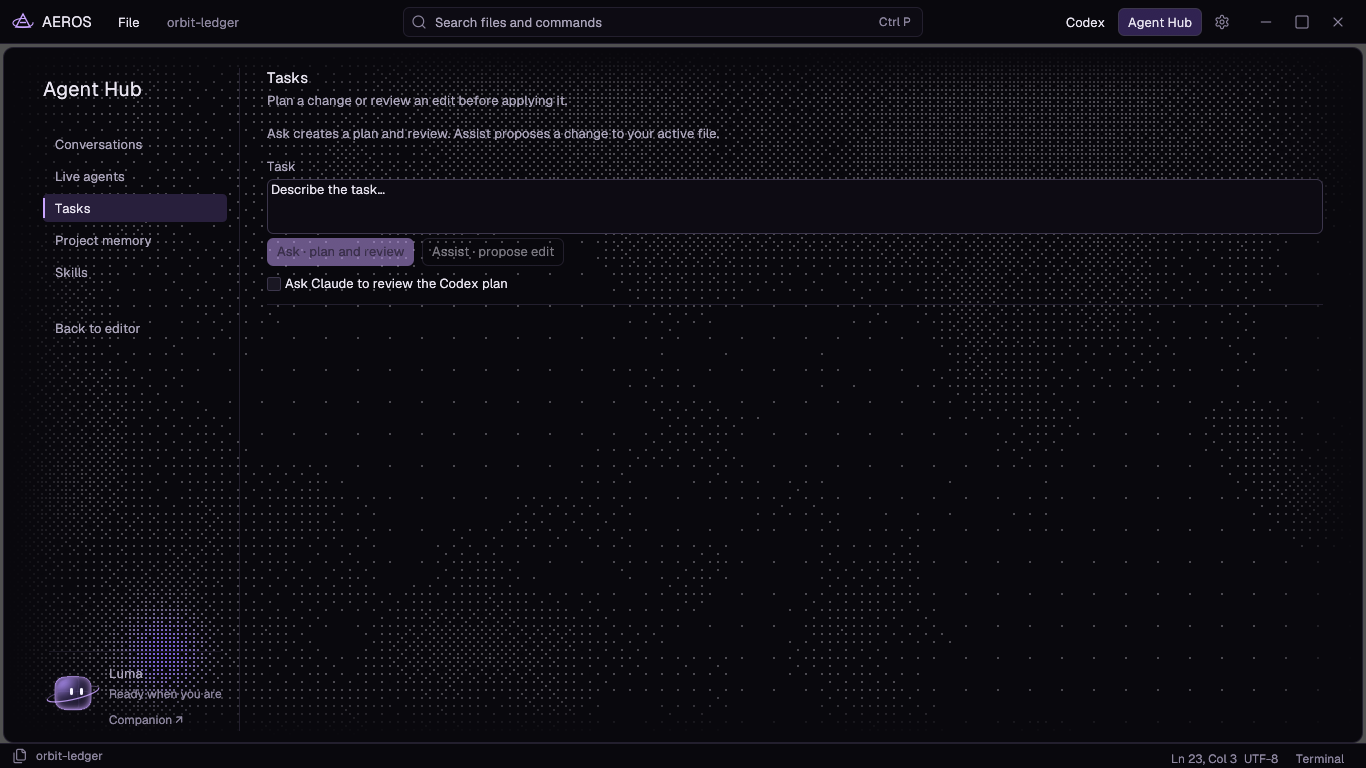 AEROS File orbit-ledger Search files and commands Ctrl P Codex Agent Hub
Agent Hub
Conversations
Live agents
Tasks
Project memory
Skills
Back to editor
Luma
Ready when you are
Companion ↗
Tasks
Plan a change or review an edit before applying it.
Ask creates a plan and review. Assist proposes a change to your active file.
Task
Describe the task…
Ask · plan and review Assist · propose edit
Ask Claude to review the Codex plan
orbit-ledger Ln 23, Col 3 UTF-8 Terminal